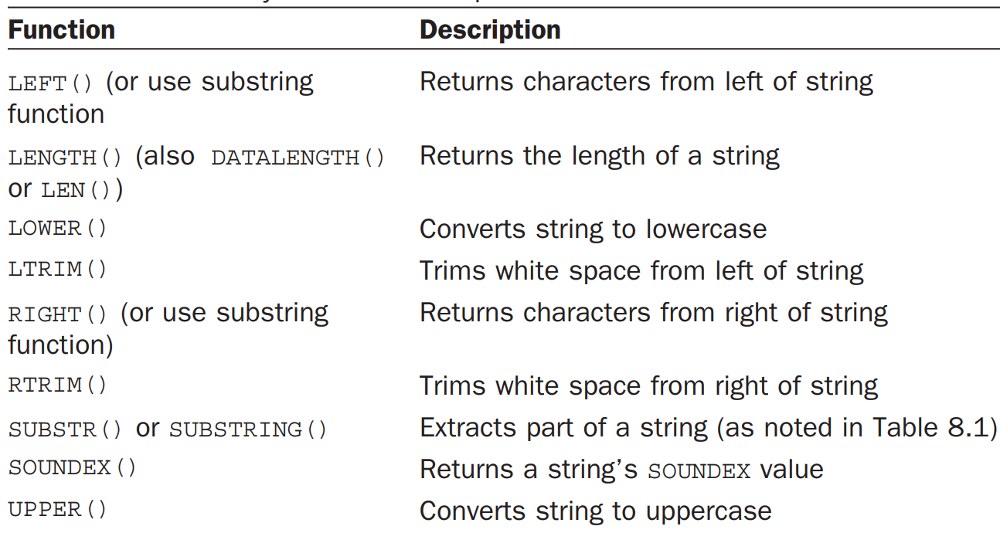 Function Description
LEFT() (or use substring Returns characters from left of string
function
LENGTH() (also DATALENGTH() Returns the length of a string
or LEN())
LOWER() Converts string to lowercase
LTRIM() Trims white space from left of string
RIGHT() (or use substring Returns characters from right of string
function)
RTRIM() Trims white space from right of string
SUBSTR() or SUBSTRING() Extracts part of a string (as noted in Table 8.1)
SOUNDEX() Returns a string’s SOUNDEX value
UPPER() Converts string to uppercase